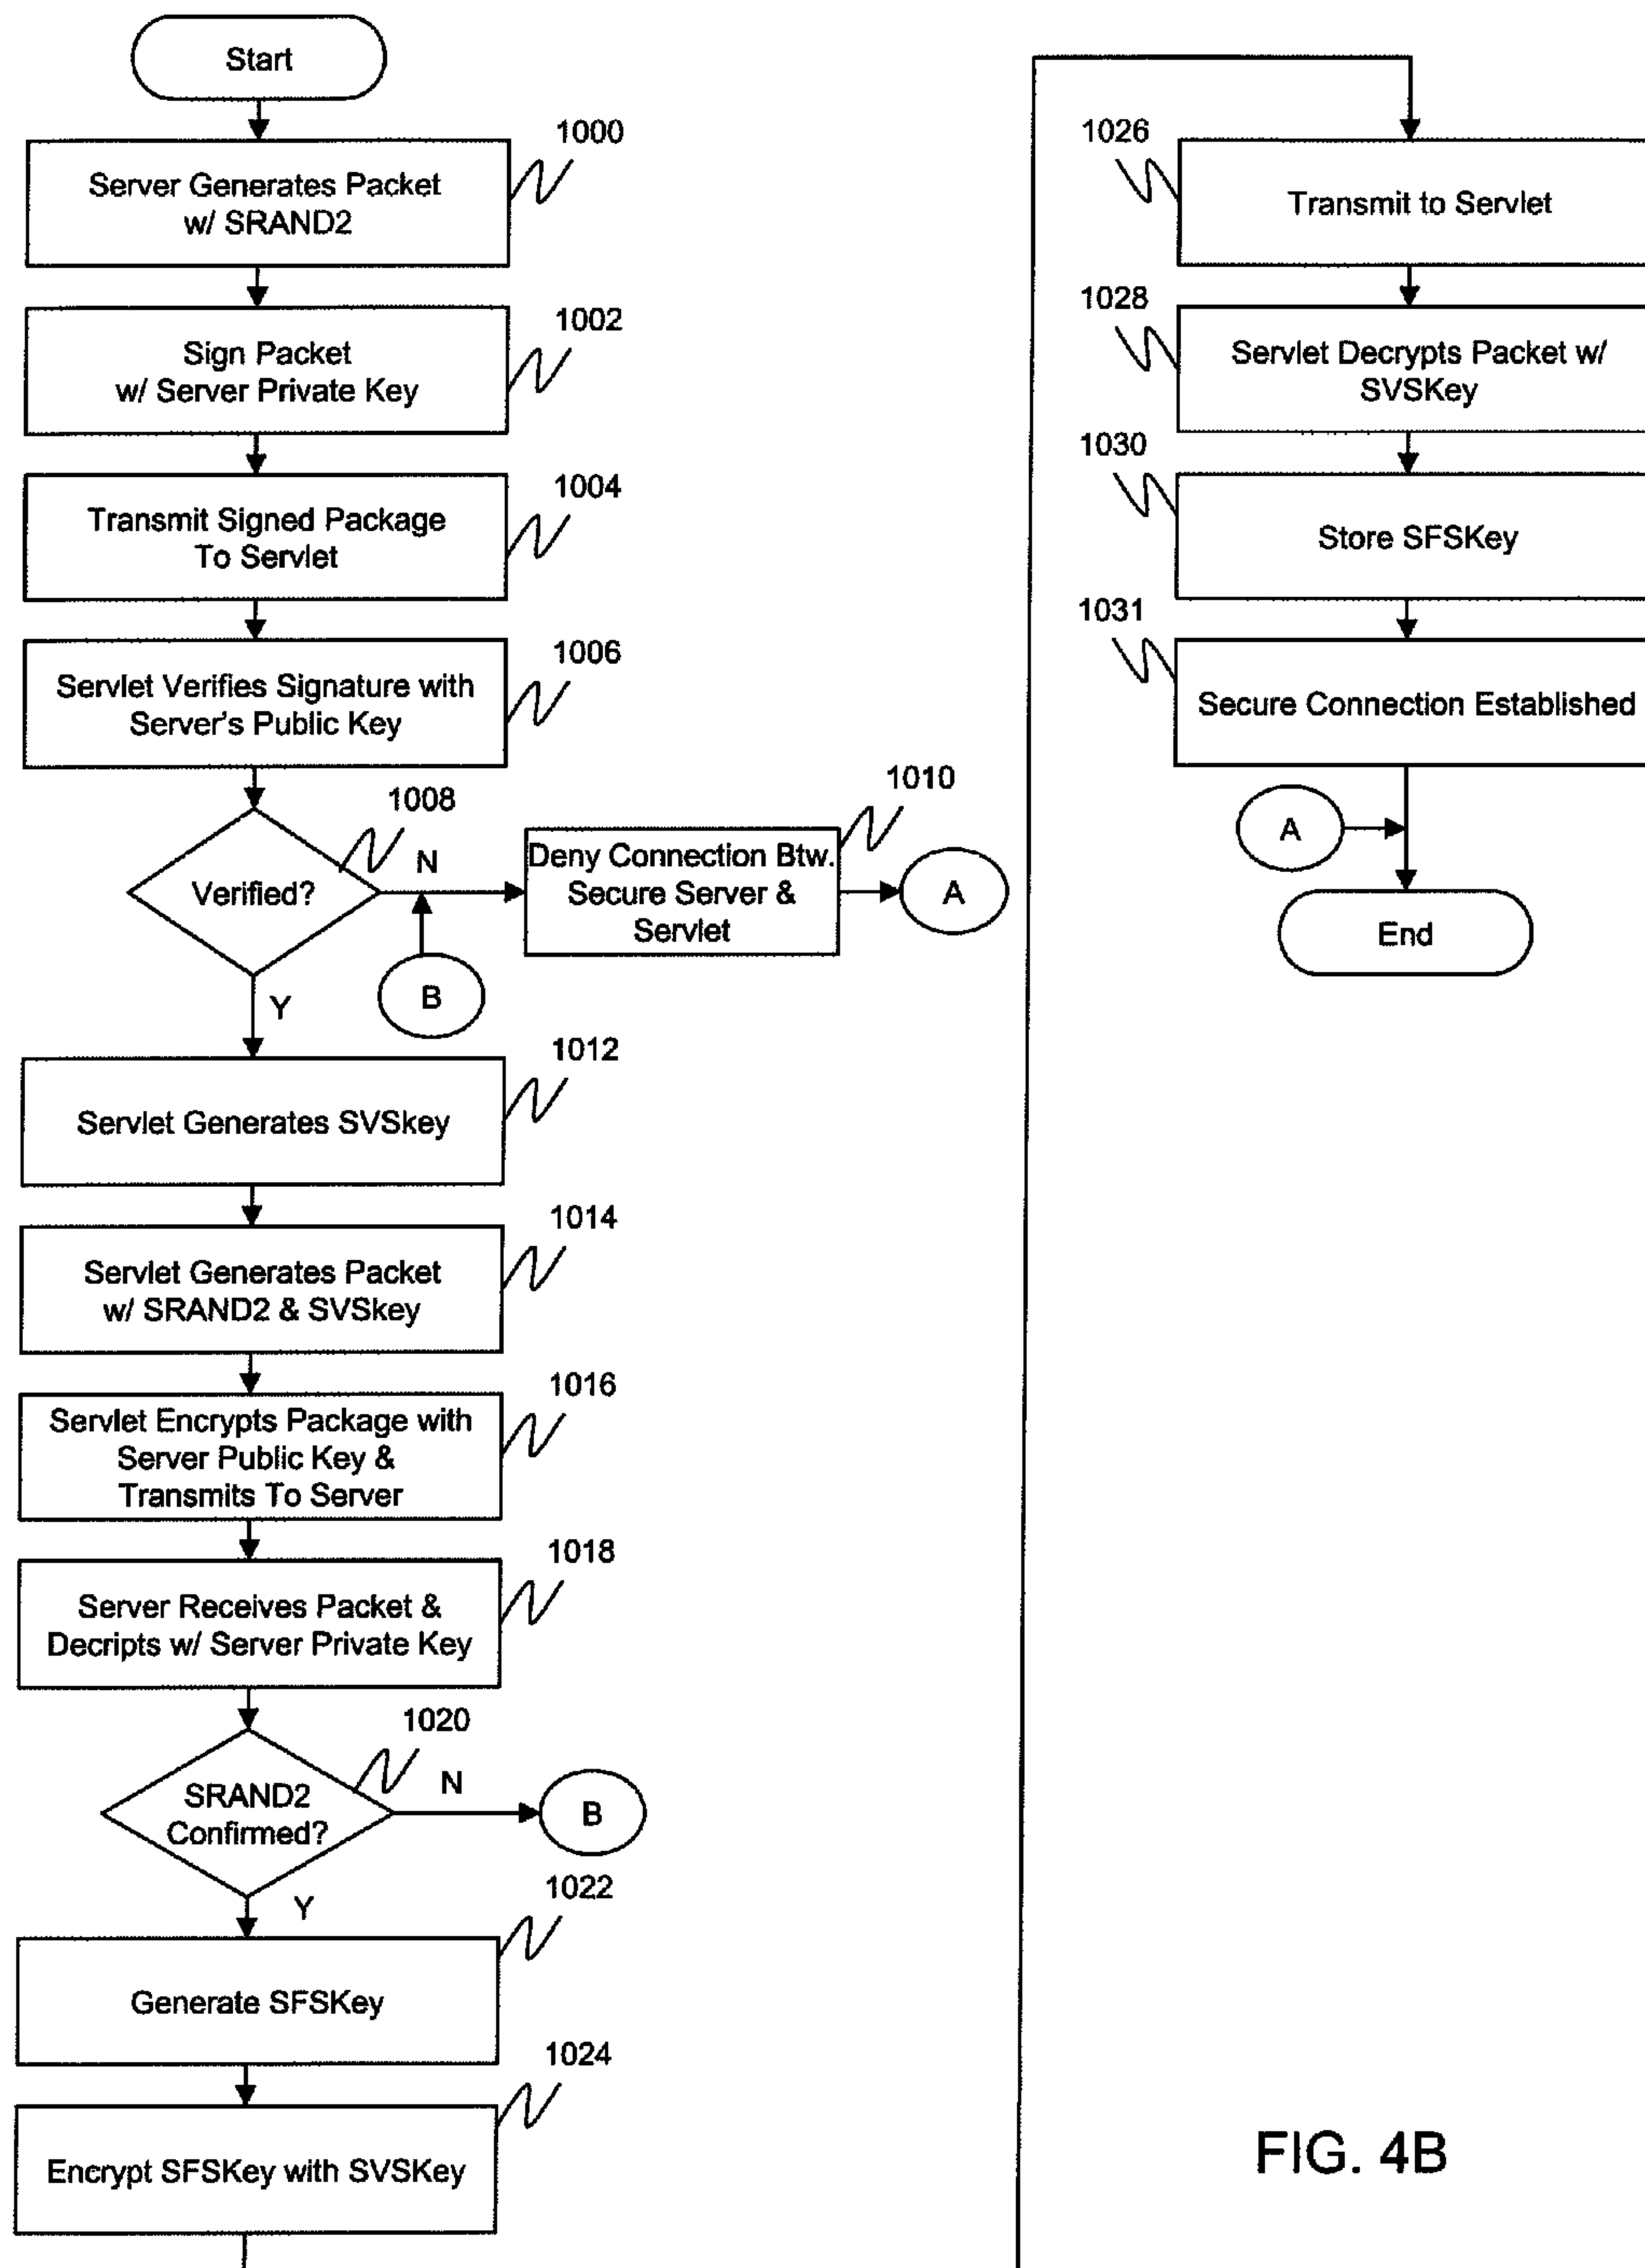 Start
1000
Server Generates Packet
w/ SRAND2
1002
Sign Packet
w/ Server Private Key
1004
Transmit Signed Package
To Servlet
1006
Servlet Verifies Signature with
Server's Public Key
1008
Verified?
N
1010
Deny Connection Btw.
Secure Server &
Servlet
A
B
Y
1012
Servlet Generates SVSkey
1014
Servlet Generates Packet
w/ SRAND2 & SVSkey
1016
Servlet Encrypts Package with
Server Public Key &
Transmits To Server
1018
Server Receives Packet &
Decripts w/ Server Private Key
1020
SRAND2
Confirmed?
N
B
Y
1022
Generate SFSKey
1024
Encrypt SFSKey with SVSKey
1026
Transmit to Servlet
1028
Servlet Decrypts Packet w/
SVSKey
1030
Store SFSKey
1031
Secure Connection Established
A
End
FIG. 4B